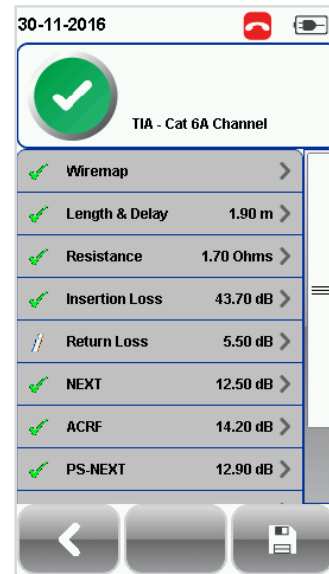 30-11-2016
TIA - Cat 6A Channel
Wiremap
Length & Delay 1.90 m
Resistance 1.70 Ohms
Insertion Loss 43.70 dB
Return Loss 5.50 dB
NEXT 12.50 dB
ACRF 14.20 dB
PS-NEXT 12.90 dB